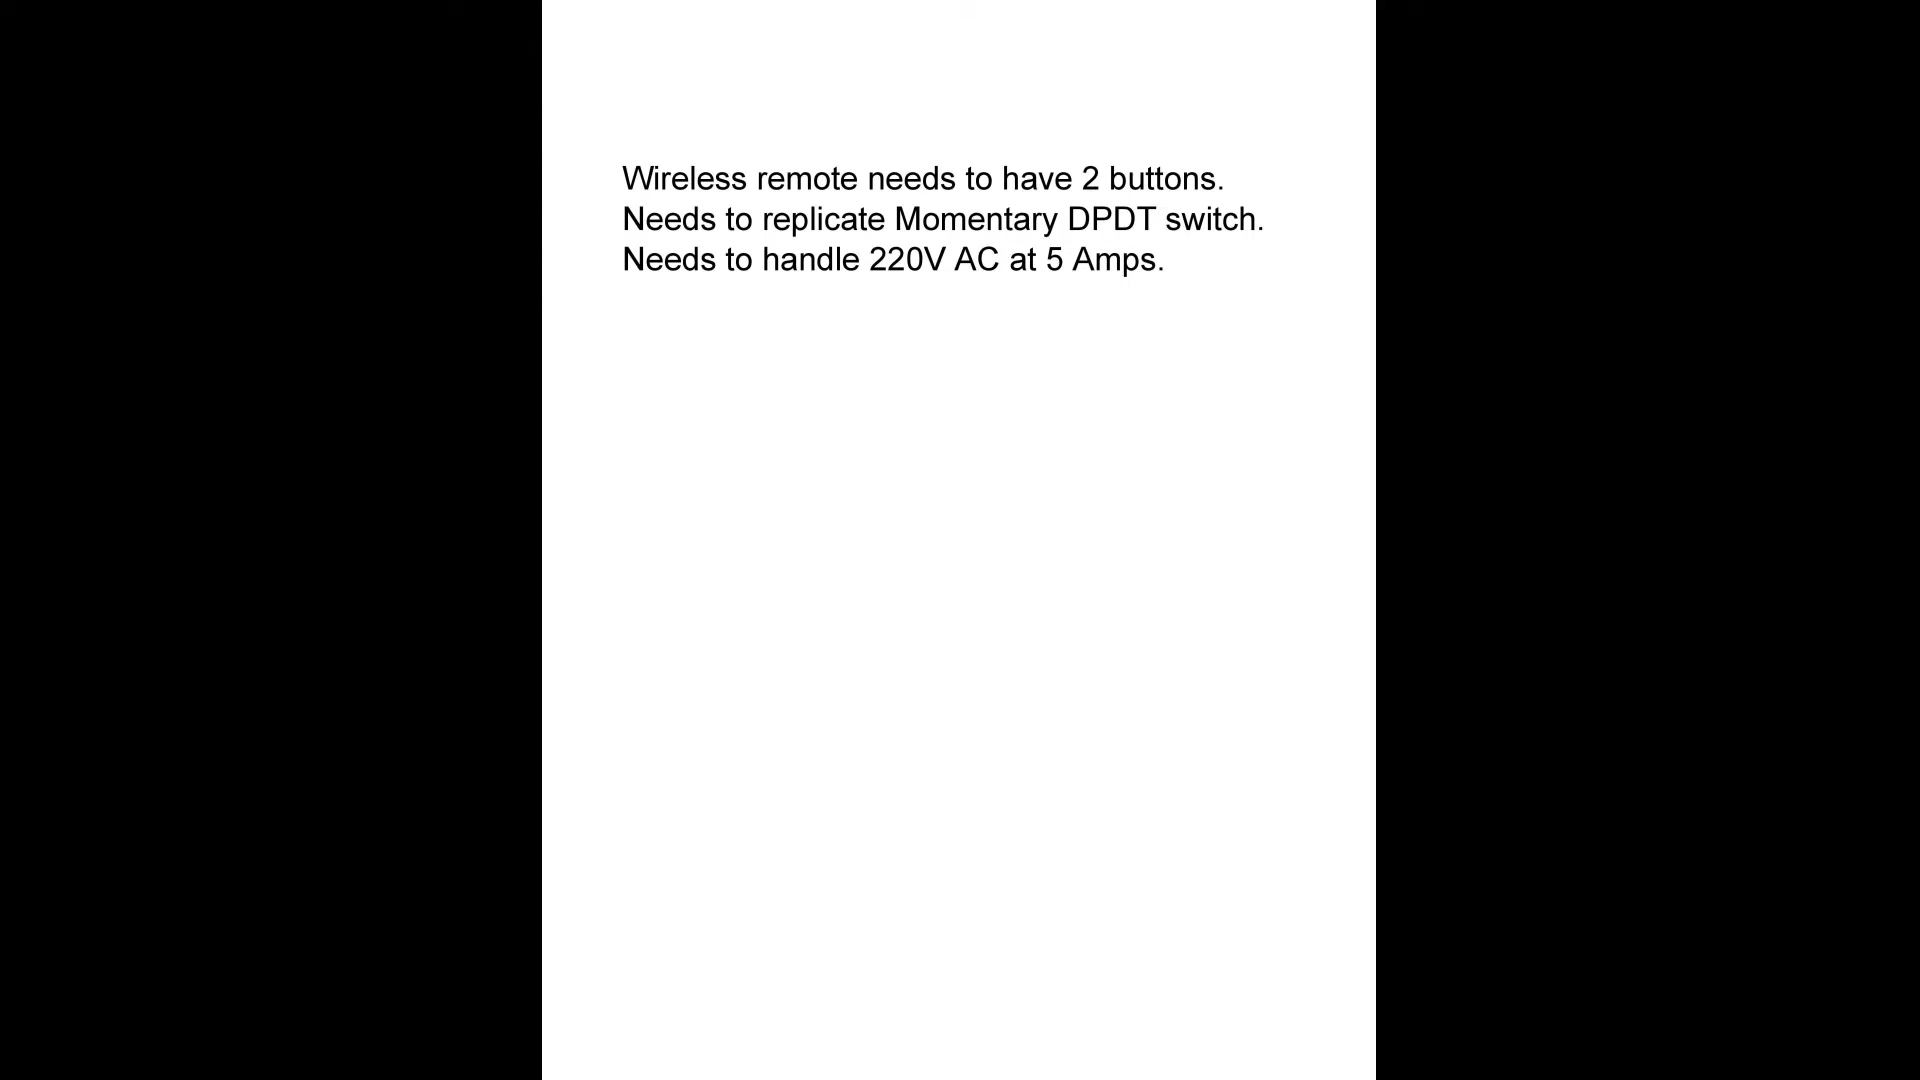 Wireless remote needs to have 2 buttons.
Needs to replicate Momentary DPDT switch.
Needs to handle 220V AC at 5 Amps.